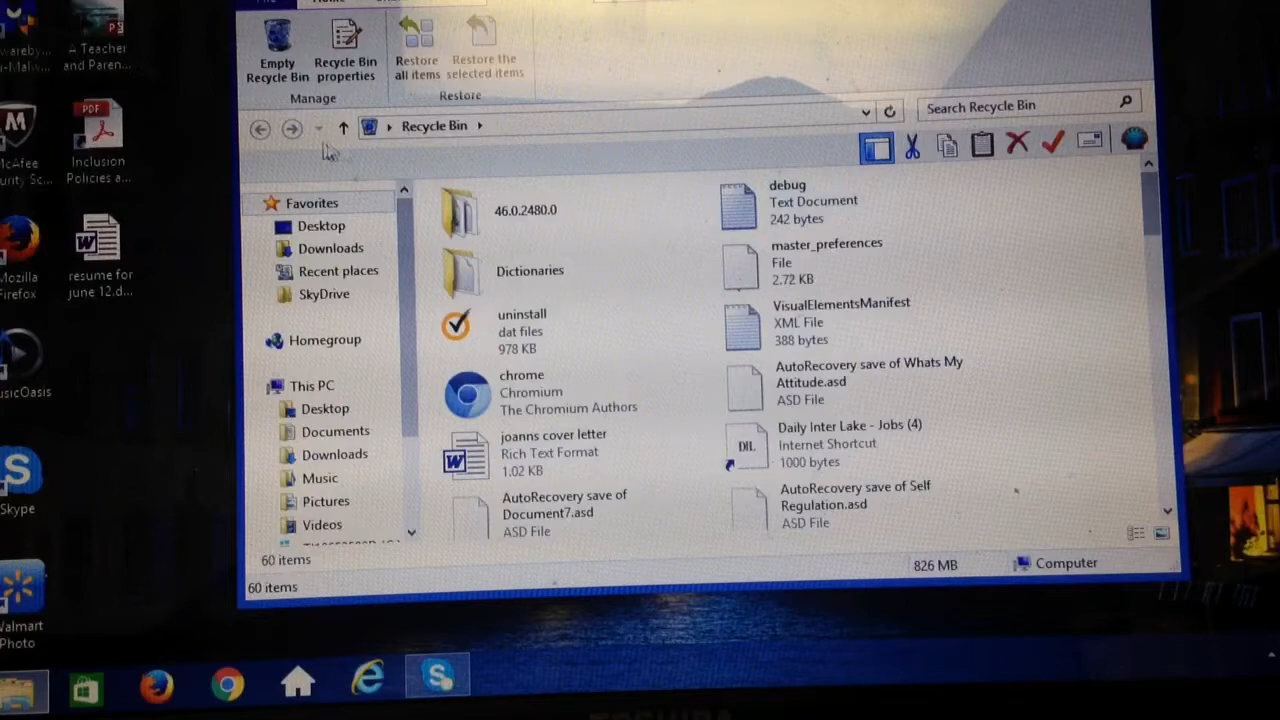 A Teacher
and Paren...
PDF
Inclusion
Policies a...
resume for
june 12.d...
Mozilla
Firefox
Skype
Walmart
Photo
Empty
Recycle Bin
Recycle Bin
properties
Restore
all items
Restore the
selected items
Manage
Restore
Recycle Bin
Search Recycle Bin
Favorites
Desktop
Downloads
Recent places
SkyDrive
Homegroup
This PC
Desktop
Documents
Downloads
Music
Pictures
Videos
46.0.2480.0
Dictionaries
uninstall
dat files
978 KB
chrome
Chromium
The Chromium Authors
joanns cover letter
Rich Text Format
1.02 KB
AutoRecovery save of
Document7.asd
ASD File
debug
Text Document
242 bytes
master_preferences
File
2.72 KB
VisualElementsManifest
XML File
388 bytes
AutoRecovery save of Whats My
Attitude.asd
ASD File
DIL
Daily Inter Lake - Jobs (4)
Internet Shortcut
1000 bytes
AutoRecovery save of Self
Regulation.asd
ASD File
60 items
826 MB
Computer
60 items